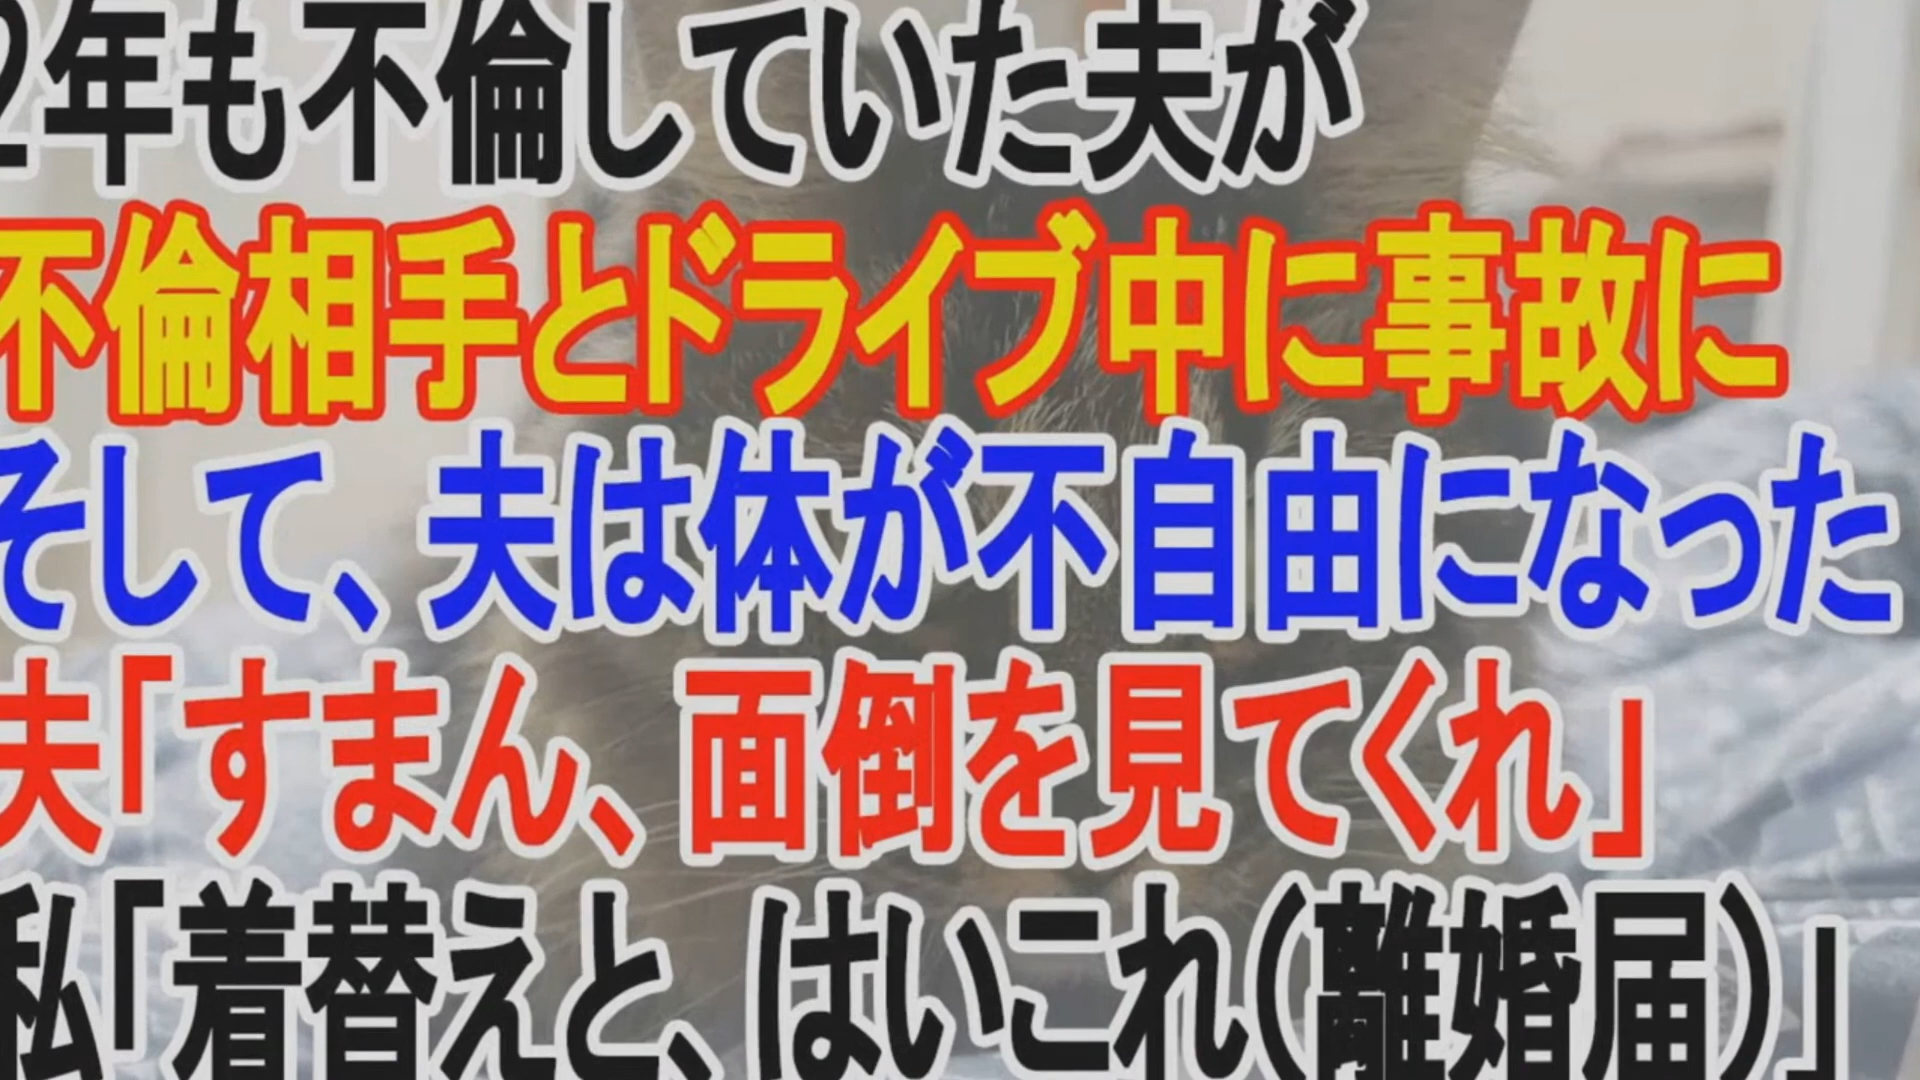 2年も不倫していた夫が
不倫相手とドライブ中に事故に
そして、夫は体が不自由になった
夫「すまん、面倒を見てくれ」
私「着替えと、はいこれ(離婚届)」